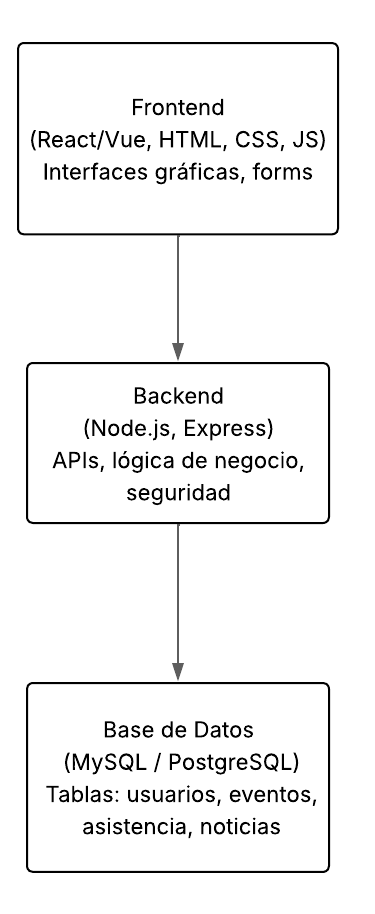 Frontend
(React/Vue, HTML, CSS, JS)
Interfaces gráficas, forms
Backend
(Node.js, Express)
APIs, lógica de negocio,
seguridad
Base de Datos
(MySQL / PostgreSQL)
Tablas: usuarios, eventos,
asistencia, noticias